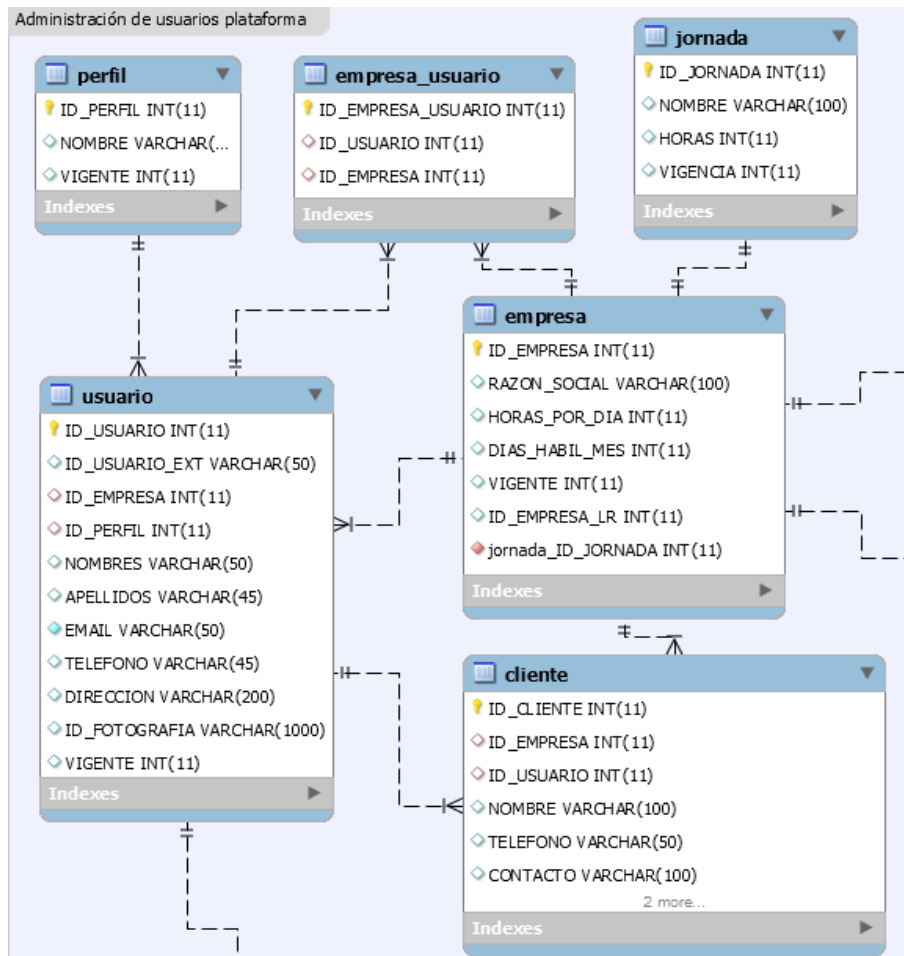 Administración de usuarios plataforma
perfil
ID_PERFIL INT(11)
NOMBRE VARCHAR(...
VIGENTE INT(11)
Indexes
empresa_usuario
ID_EMPRESA_USUARIO INT(11)
ID_USUARIO INT(11)
ID_EMPRESA INT(11)
Indexes
jornada
ID_JORNADA INT(11)
NOMBRE VARCHAR(100)
HORAS INT(11)
VIGENCIA INT(11)
Indexes
usuario
ID_USUARIO INT(11)
ID_USUARIO_EXT VARCHAR(50)
ID_EMPRESA INT(11)
ID_PERFIL INT(11)
NOMBRES VARCHAR(50)
APELLIDOS VARCHAR(45)
EMAIL VARCHAR(50)
TELEFONO VARCHAR(45)
DIRECCION VARCHAR(200)
ID_FOTOGRAFIA VARCHAR(1000)
VIGENTE INT(11)
Indexes
empresa
ID_EMPRESA INT(11)
RAZON_SOCIAL VARCHAR(100)
HORAS_POR_DIA INT(11)
DIAS_HABIL_MES INT(11)
VIGENTE INT(11)
ID_EMPRESA_LR INT(11)
jornada_ID_JORNADA INT(11)
Indexes
cliente
ID_CLIENTE INT(11)
ID_EMPRESA INT(11)
ID_USUARIO INT(11)
NOMBRE VARCHAR(100)
TELEFONO VARCHAR(50)
CONTACTO VARCHAR(100)
2 more...
Indexes